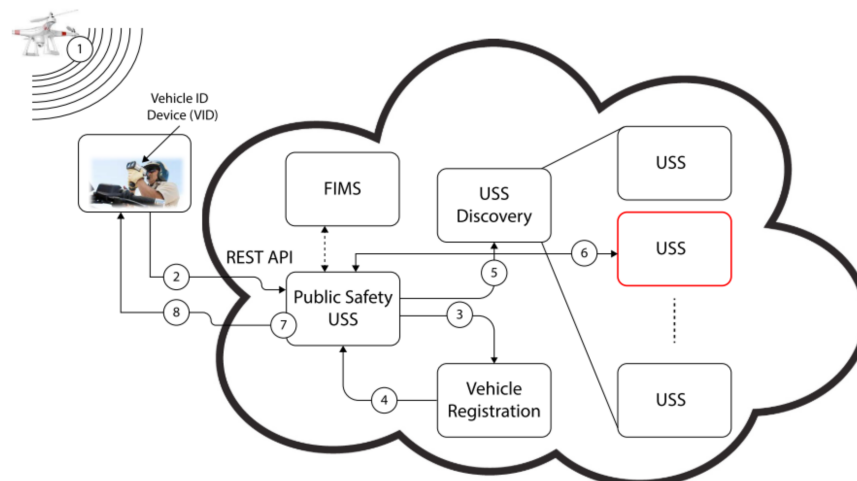 1
Vehicle ID
Device (VID)
FIMS
USS
Discovery
USS
USS
REST API
2
6
5
Public Safety
USS
8
7
3
4
Vehicle
Registration
USS